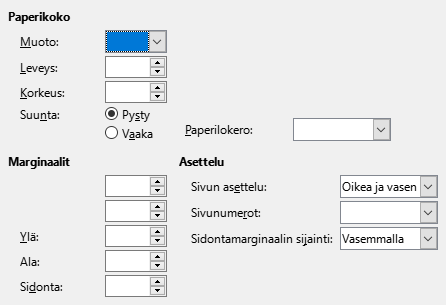 Paperikoko
Muoto:
Leveys:
Korkeus:
Suunta: Pysty
Vaaka Paperilokero:
Marginaalit Asettelu
Sivun asettelu: Oikea ja vasen
Sivunumerot:
Ylä: Sidontamarginaalin sijainti: Vasemmalla
Ala:
Sidonta: